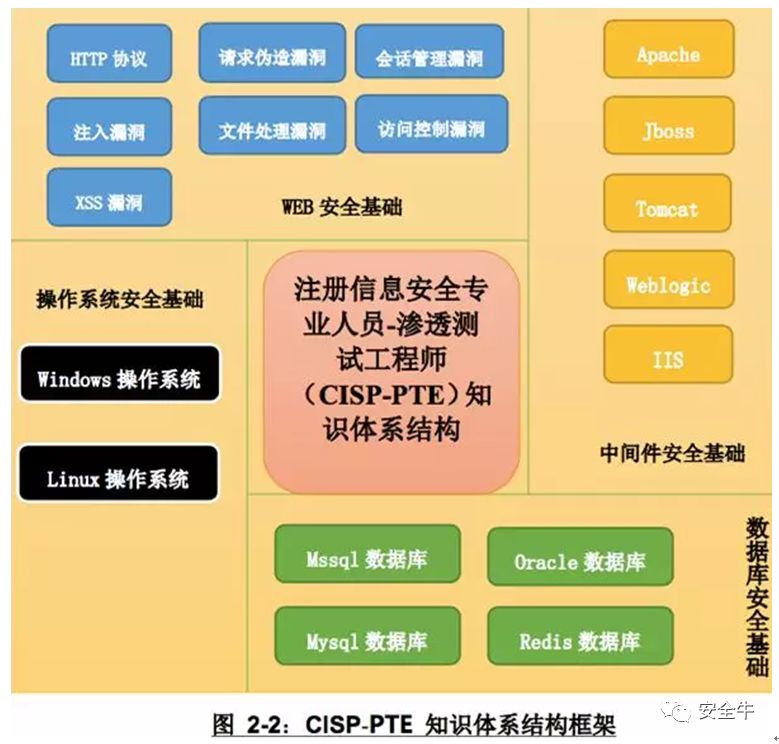 HTTP 协议
请求伪造漏洞
会话管理漏洞
注入漏洞
文件处理漏洞
访问控制漏洞
XSS 漏洞
WEB 安全基础
Apache
Jboss
Tomcat
Weblogic
IIS
中间件安全基础
操作系统安全基础
Windows 操作系统
Linux 操作系统
注册信息安全专
业人员-渗透测
试工程师
（CISP-PTE）知
识体系结构
Mssql 数据库
Oracle 数据库
Mysql 数据库
Redis 数据库
数据库安全基础
安全牛
图 2-2：CISP-PTE 知识体系结构框架